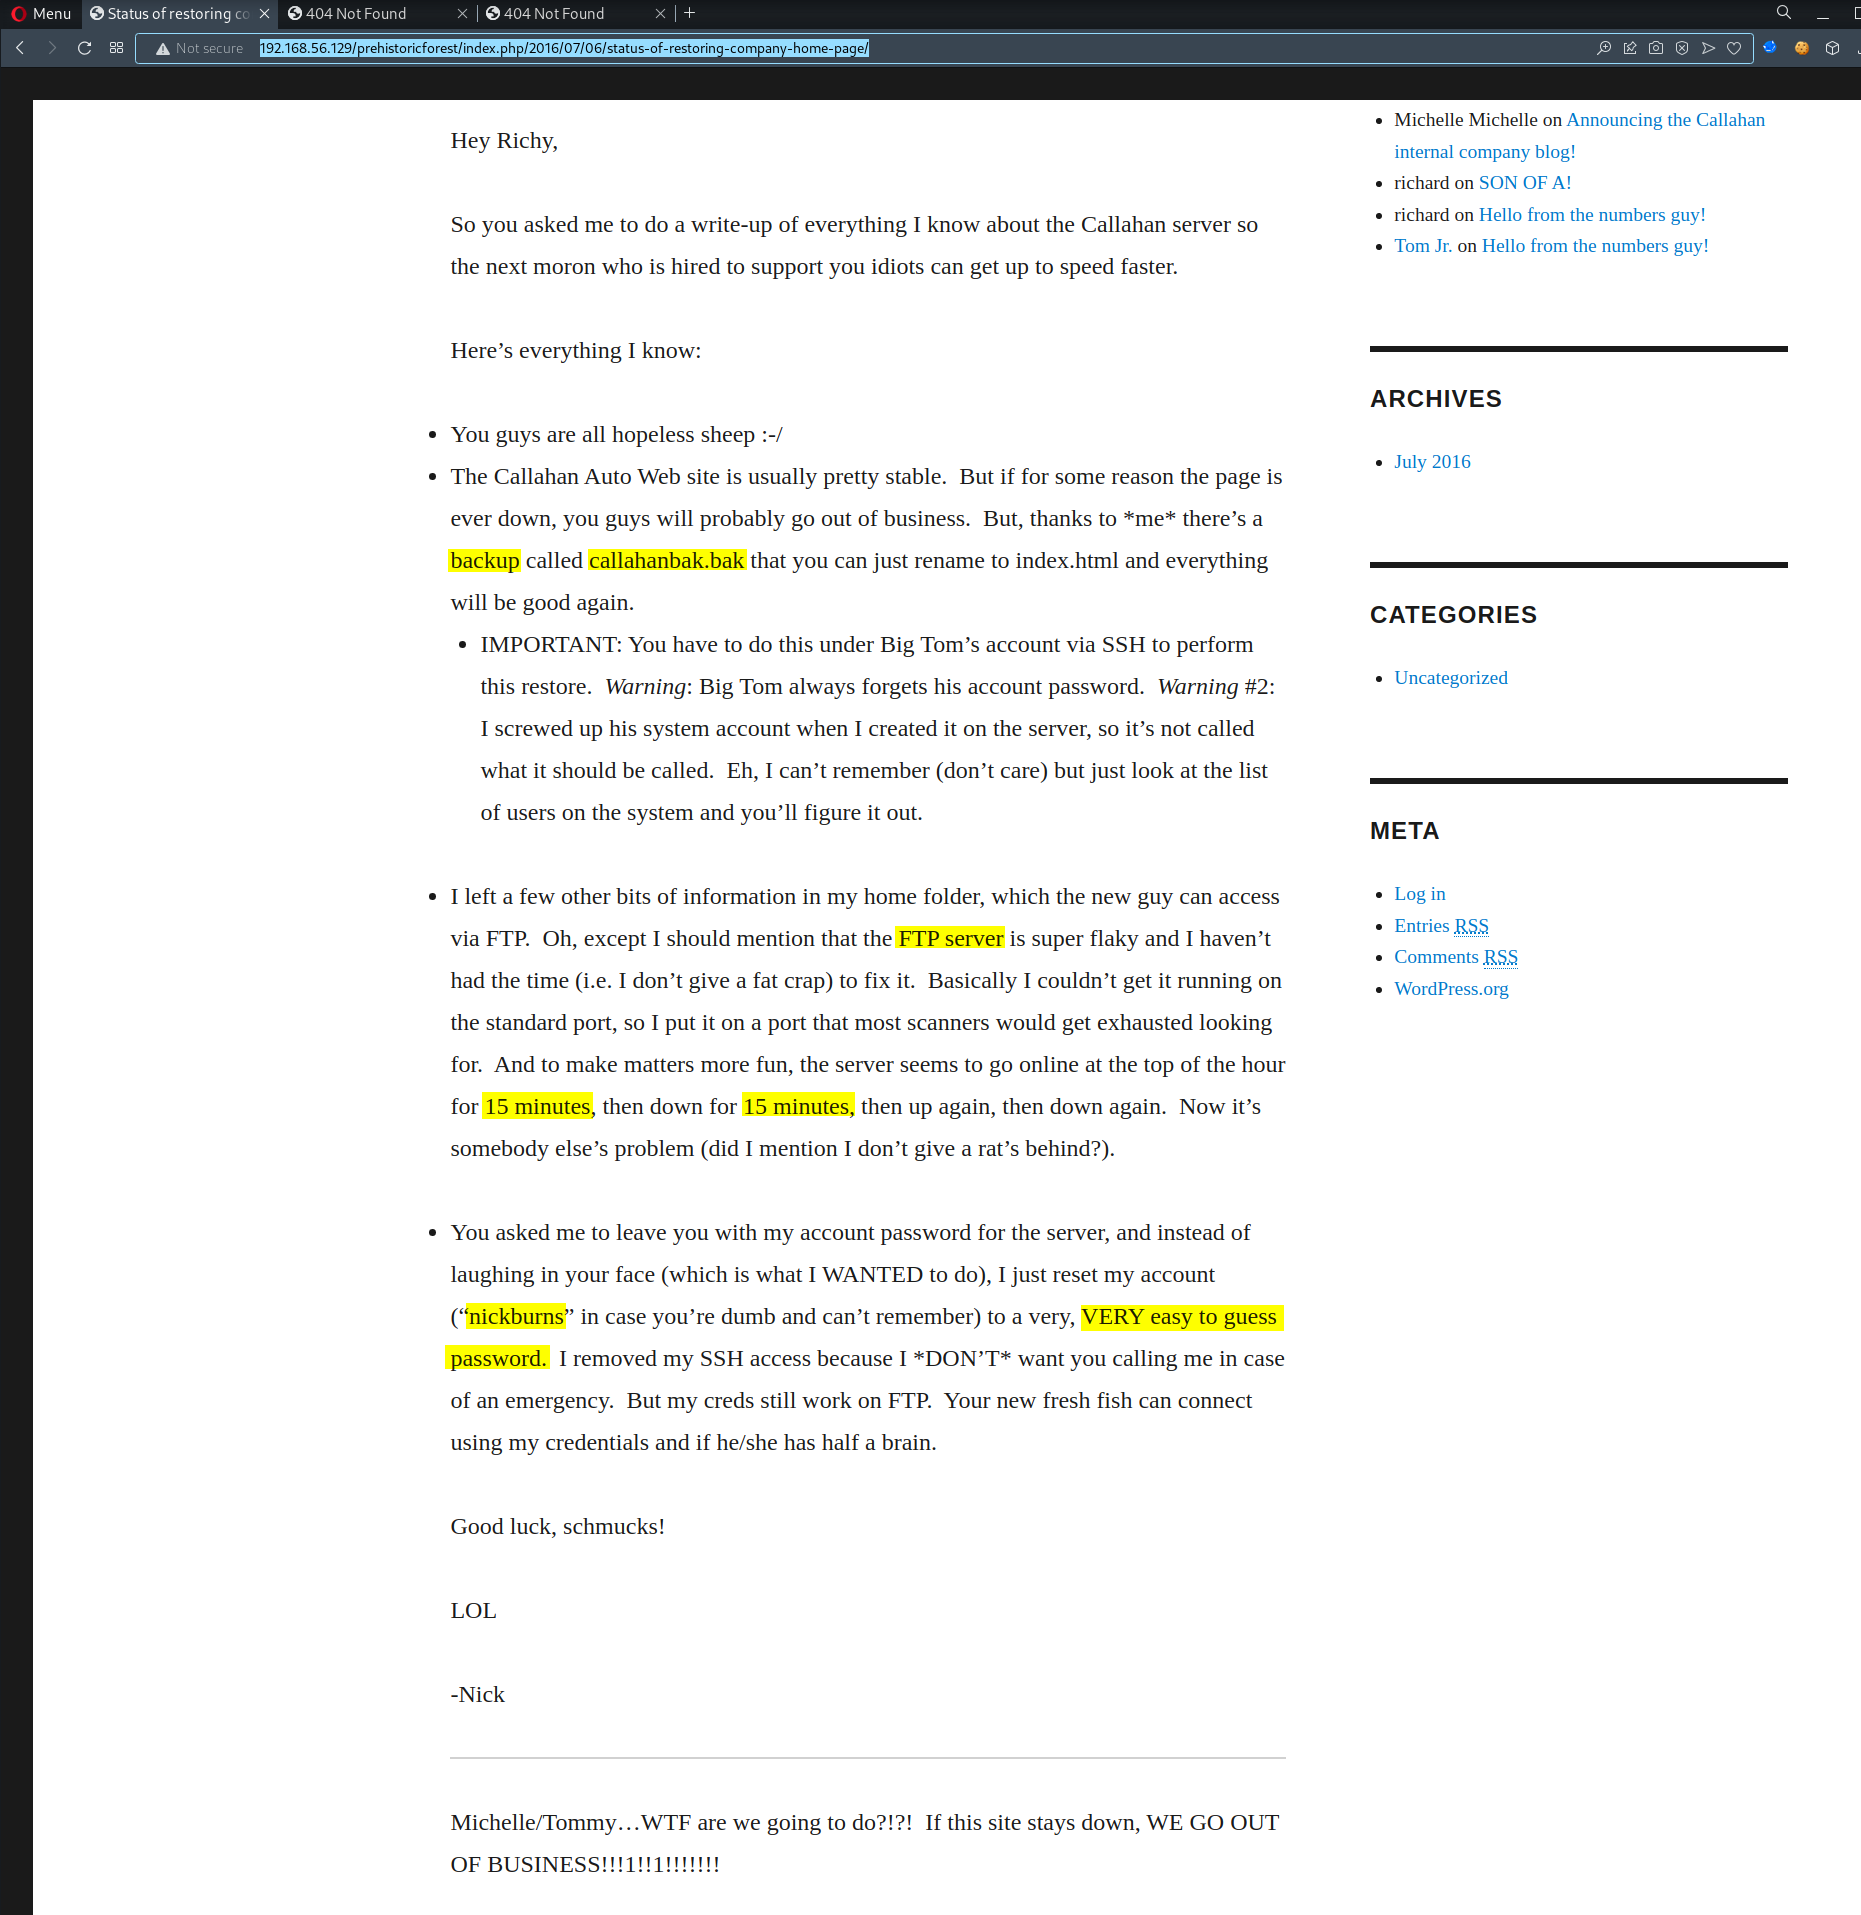 Menu
Status of restoring co
404 Not Found
404 Not Found
Not secure
192.168.56.129/prehistoricforest/index.php/2016/07/06/status-of-restoring-company-home-page/
Hey Richy,
So you asked me to do a write-up of everything I know about the Callahan server so
the next moron who is hired to support you idiots can get up to speed faster.
Here’s everything I know:
You guys are all hopeless sheep :-/
The Callahan Auto Web site is usually pretty stable.  But if for some reason the page is
ever down, you guys will probably go out of business.  But, thanks to *me* there’s a
backup called callahanbak.bak that you can just rename to index.html and everything
will be good again.
IMPORTANT: You have to do this under Big Tom’s account via SSH to perform
this restore.  Warning: Big Tom always forgets his account password.  Warning #2:
I screwed up his system account when I created it on the server, so it’s not called
what it should be called.  Eh, I can’t remember (don’t care) but just look at the list
of users on the system and you’ll figure it out.
I left a few other bits of information in my home folder, which the new guy can access
via FTP.  Oh, except I should mention that the FTP server is super flaky and I haven’t
had the time (i.e. I don’t give a fat crap) to fix it.  Basically I couldn’t get it running on
the standard port, so I put it on a port that most scanners would get exhausted looking
for.  And to make matters more fun, the server seems to go online at the top of the hour
for 15 minutes, then down for 15 minutes, then up again, then down again.  Now it’s
somebody else’s problem (did I mention I don’t give a rat’s behind?).
You asked me to leave you with my account password for the server, and instead of
laughing in your face (which is what I WANTED to do), I just reset my account
(“nickburns” in case you’re dumb and can’t remember) to a very, VERY easy to guess
password.  I removed my SSH access because I *DON’T* want you calling me in case
of an emergency.  But my creds still work on FTP.  Your new fresh fish can connect
using my credentials and if he/she has half a brain.
Good luck, schmucks!
LOL
-Nick
Michelle/Tommy…WTF are we going to do?!?!  If this site stays down, WE GO OUT
OF BUSINESS!!!1!!1!!!!!!!
Michelle Michelle on Announcing the Callahan
internal company blog!
richard on SON OF A!
richard on Hello from the numbers guy!
Tom Jr. on Hello from the numbers guy!
ARCHIVES
July 2016
CATEGORIES
Uncategorized
META
Log in
Entries RSS
Comments RSS
WordPress.org